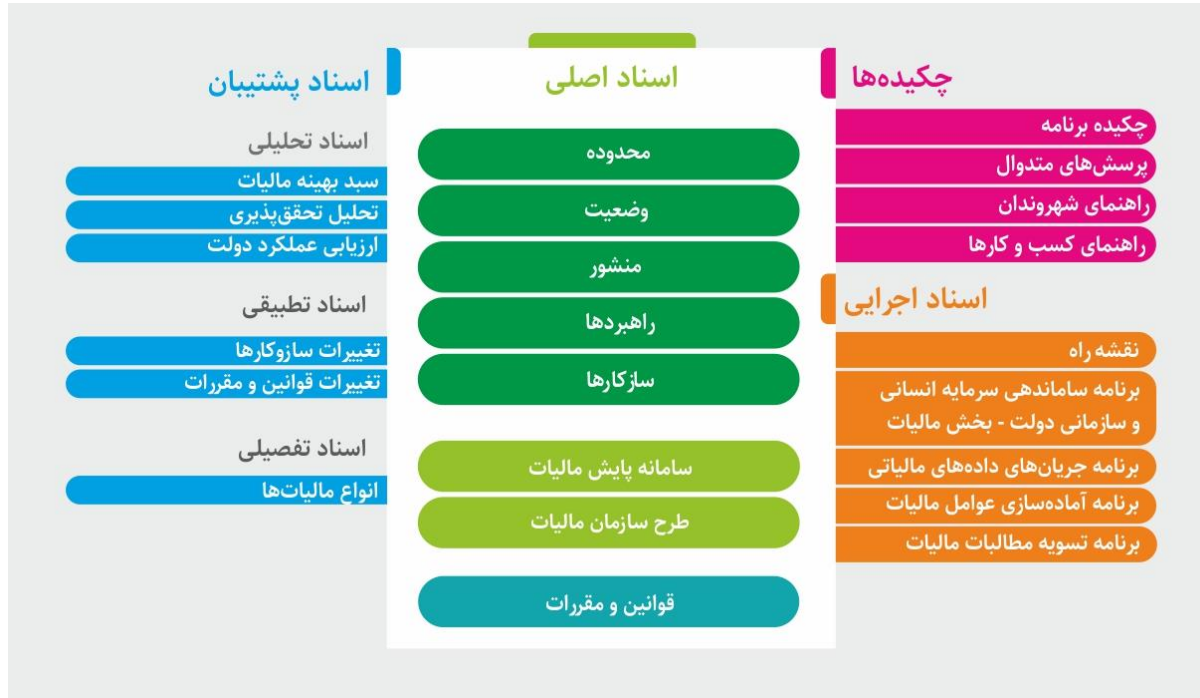 چکیده‌ها
چکیده برنامه
پرسش‌های متدوال
راهنمای شهروندان
راهنمای کسب و کارها
اسناد اجرایی
نقشه راه
برنامه ساماندهی سرمایه انسانی
و سازمانی دولت - بخش مالیات
برنامه جریان‌های داده‌های مالیاتی
برنامه آماده‌سازی عوامل مالیات
برنامه تسویه مطالبات مالیات
اسناد اصلی
محدوده
وضعیت
منشور
راهبردها
سازکارها
سامانه پایش مالیات
طرح سازمان مالیات
قوانین و مقررات
اسناد پشتیبان
اسناد تحلیلی
سبد بهینه مالیات
تحلیل تحقق‌پذیری
ارزیابی عملکرد دولت
اسناد تطبیقی
تغییرات سازوکارها
تغییرات قوانین و مقررات
اسناد تفصیلی
انواع مالیات‌ها